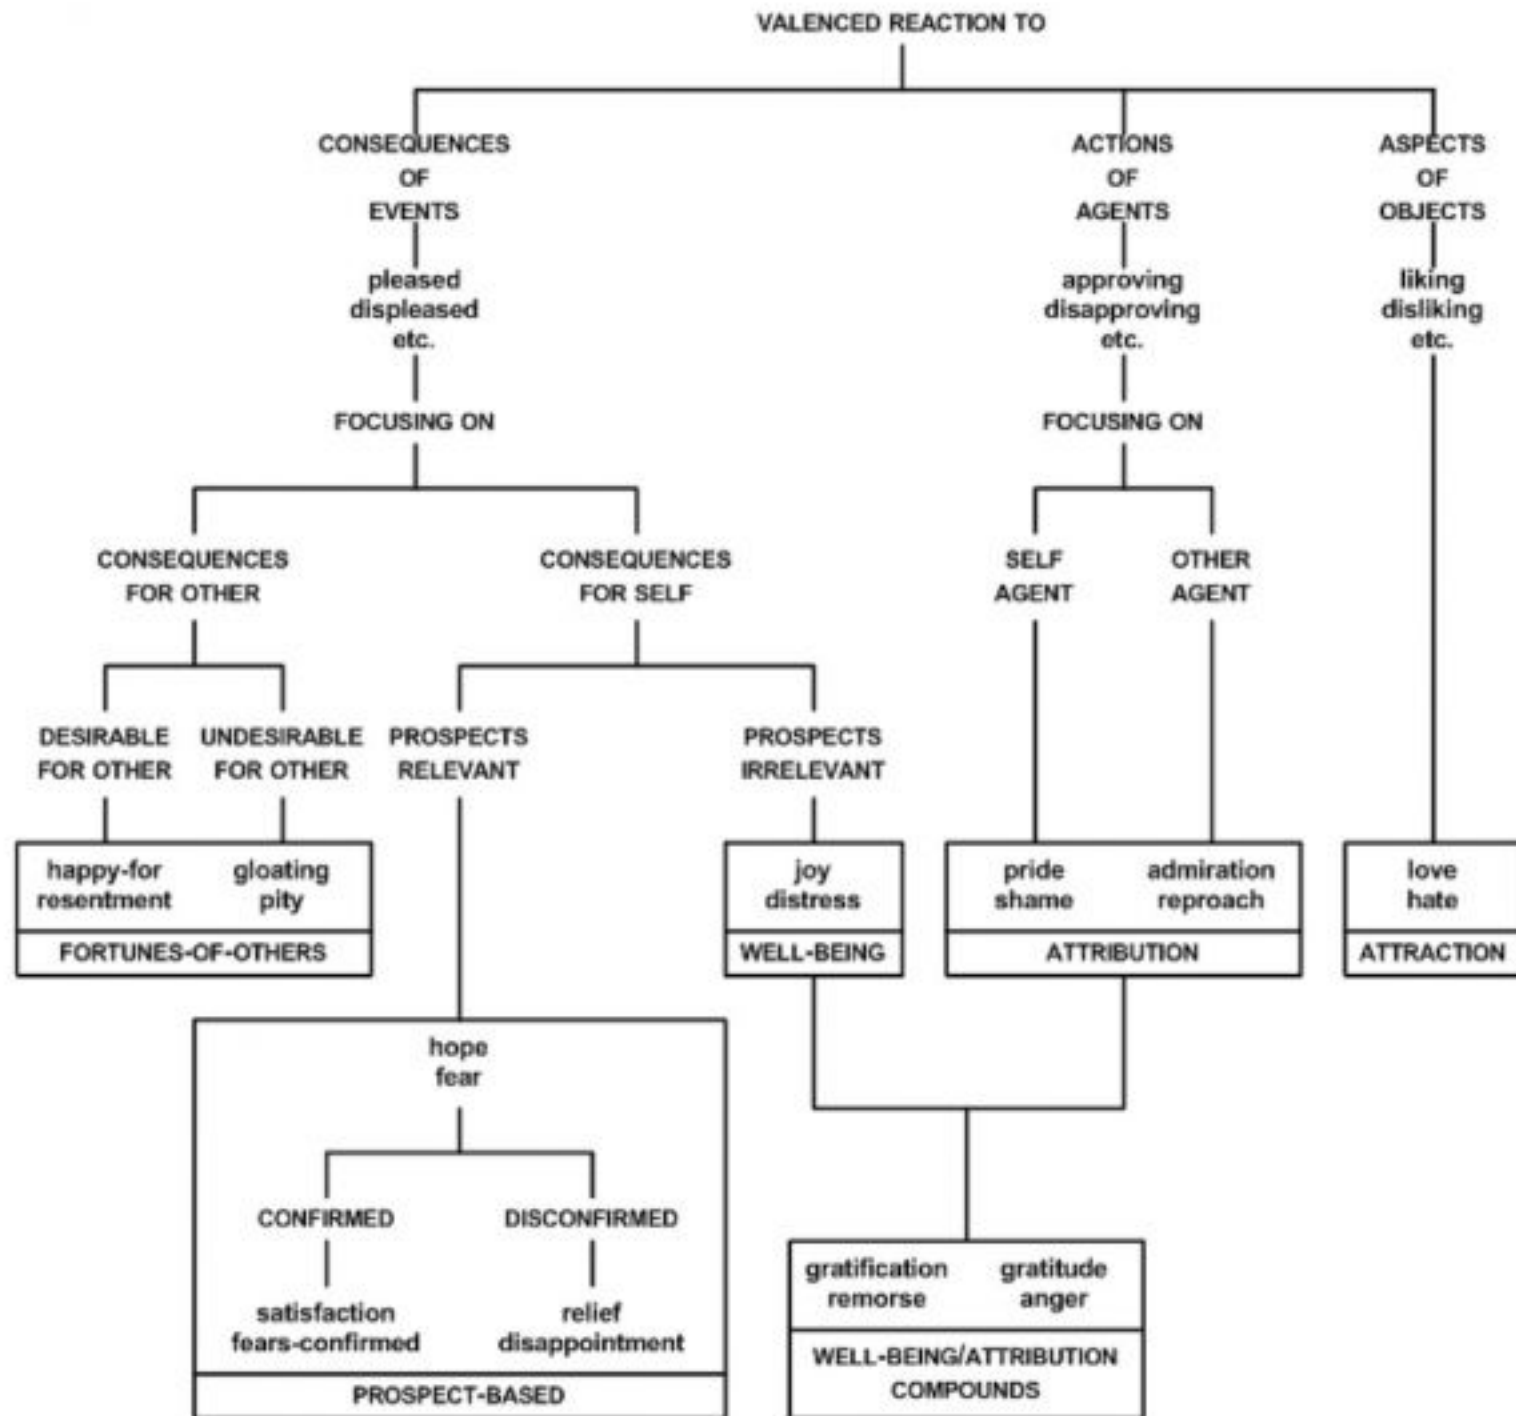 VALENCED REACTION TO
CONSEQUENCES
OF
EVENTS
pleased
displeased
etc.
FOCUSING ON
CONSEQUENCES
FOR OTHER
DESIRABLE
FOR OTHER
UNDESIRABLE
FOR OTHER
happy-for
resentment
gloating
pity
FORTUNES-OF-OTHERS
CONSEQUENCES
FOR SELF
PROSPECTS
RELEVANT
hope
fear
CONFIRMED
satisfaction
fears-confirmed
DISCONFIRMED
relief
disappointment
PROSPECT-BASED
PROSPECTS
IRRELEVANT
joy
distress
WELL-BEING
ACTIONS
OF
AGENTS
approving
disapproving
etc.
FOCUSING ON
SELF
AGENT
OTHER
AGENT
pride
shame
admiration
reproach
ATTRIBUTION
ASPECTS
OF
OBJECTS
liking
disliking
etc.
love
hate
ATTRACTION
gratification
remorse
gratitude
anger
WELL-BEING/ATTRIBUTION
COMPOUNDS